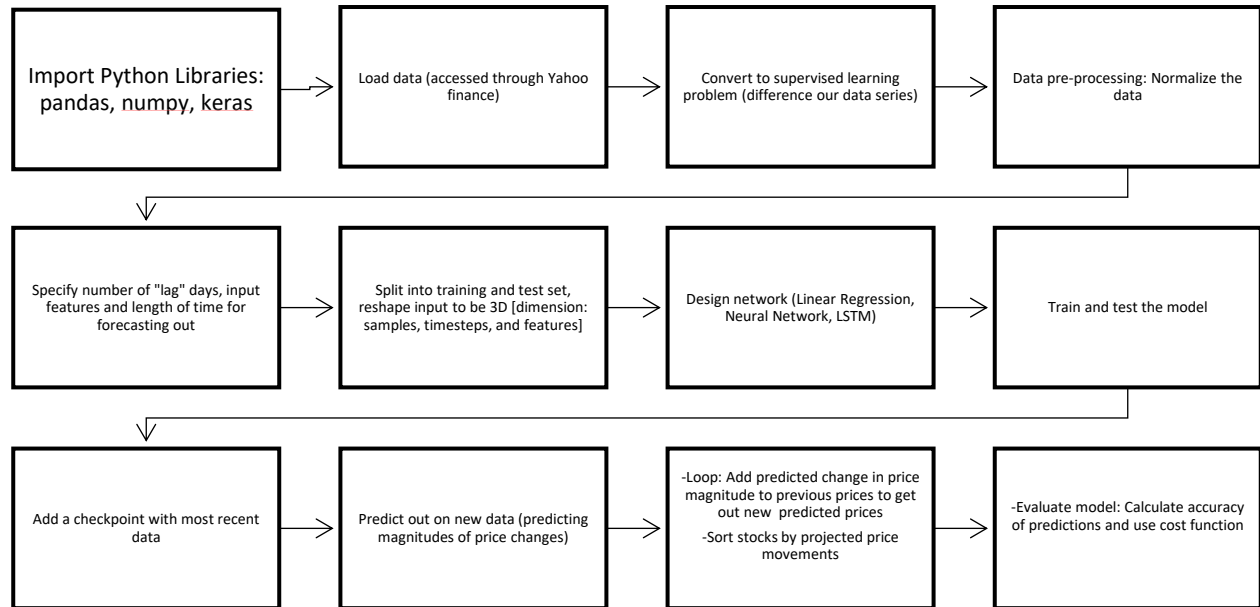 Import Python Libraries:
pandas, numpy, keras
Load data (accessed through Yahoo
finance)
Convert to supervised learning
problem (difference our data series)
Data pre-processing: Normalize the
data
Specify number of "lag" days, input
features and length of time for
forecasting out
Split into training and test set,
reshape input to be 3D [dimension:
samples, timesteps, and features]
Design network (Linear Regression,
Neural Network, LSTM)
Train and test the model
Add a checkpoint with most recent
data
Predict out on new data (predicting
magnitudes of price changes)
-Loop: Add predicted change in price
magnitude to previous prices to get
out new predicted prices
-Sort stocks by projected price
movements
-Evaluate model: Calculate accuracy
of predictions and use cost function